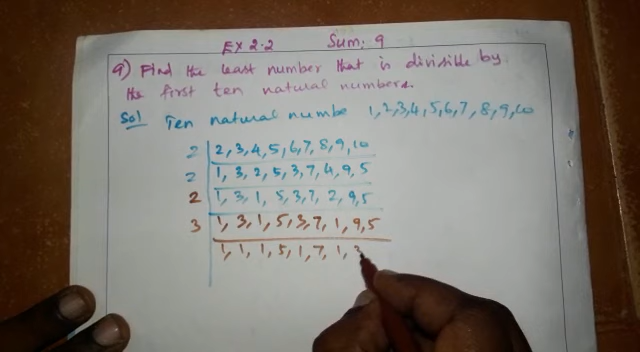 Ex 2.2 Sum: 9
9) Find the least number that is divisible by
the first ten natural numbers.
Sol Ten natural numbe 1,2,3,4,5,6,7,8,9,10
2 | 2,3,4,5,6,7,8,9,10
2 | 1,3,2,5,3,7,4,9,5
2 | 1,3,1,5,3,7,2,9,5
3 | 1,3,1,5,3,7,1,9,5
1,1,1,5,1,7,1,3